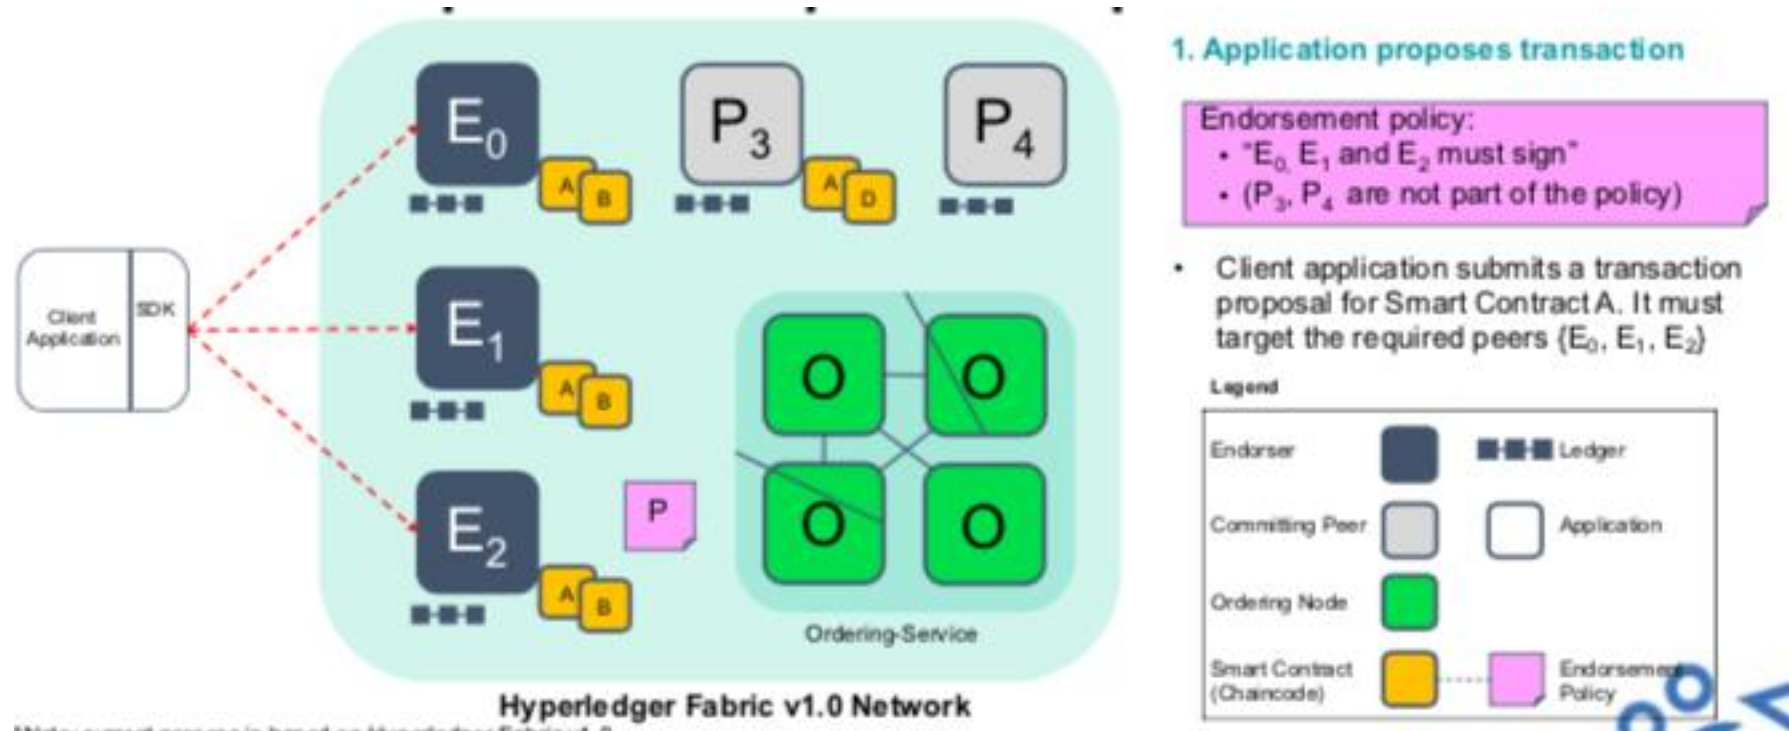 E0
P3
P4
A
B
A
D
Client
Application
SDK
E1
A
B
O
O
E2
P
O
O
A
B
Ordering-Service
Hyperledger Fabric v1.0 Network
1. Application proposes transaction
Endorsement policy:
• "E0, E1 and E2 must sign"
• (P3, P4 are not part of the policy)
• Client application submits a transaction
proposal for Smart Contract A. It must
target the required peers {E0, E1, E2}
Legend
Endorser
Ledger
Committing Peer
Application
Ordering Node
Smart Contract
(Chaincode)
Endorsement
Policy